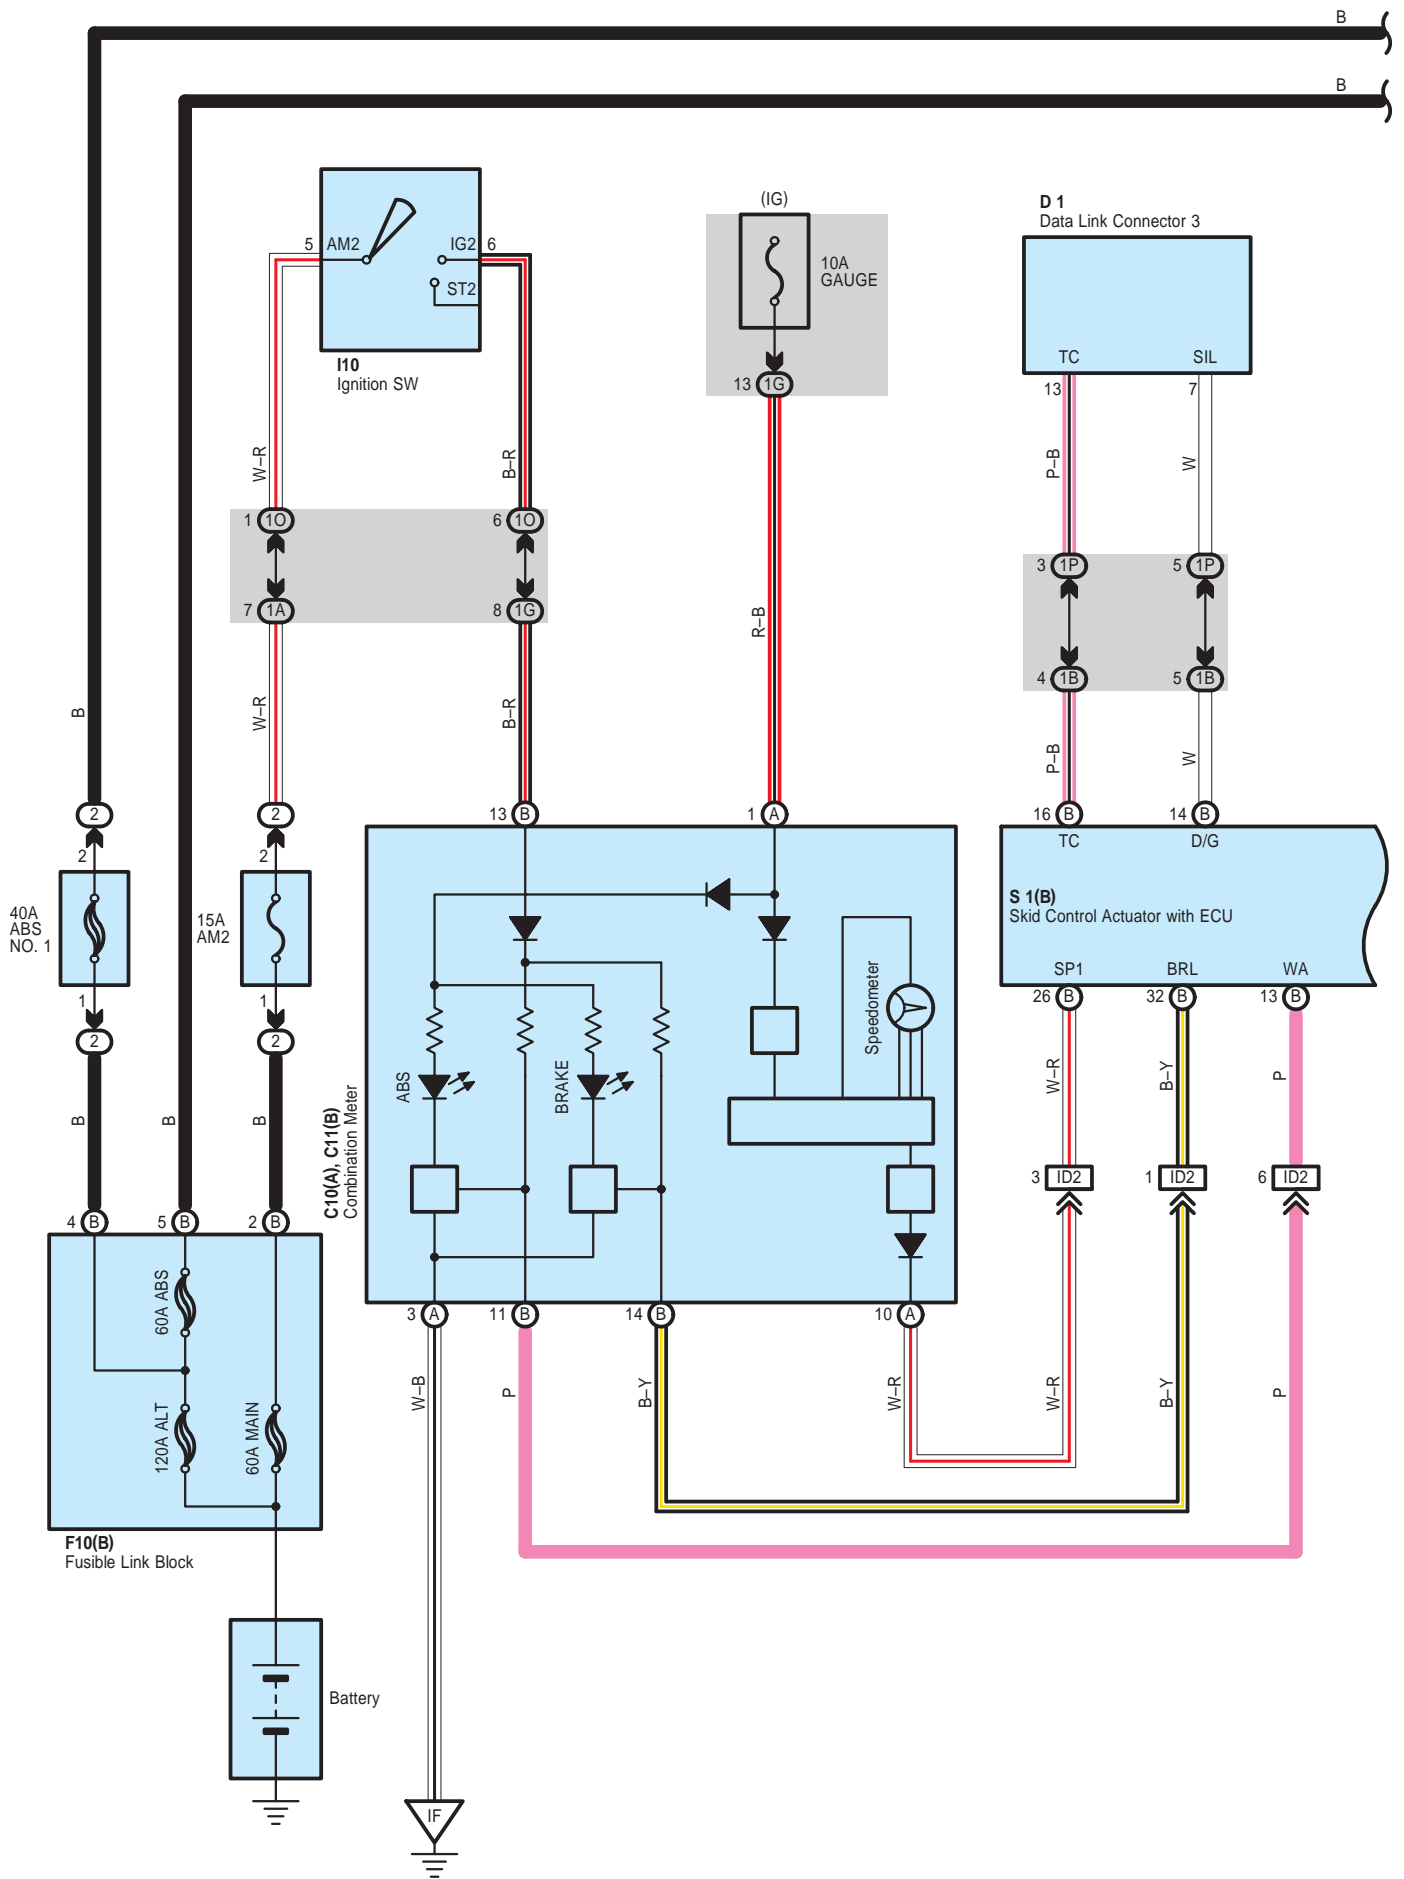 B
B
(IG)
10A
GAUGE
13 1G
D 1
Data Link Connector 3
TC SIL
13 7
5 AM2 IG2 6
ST2
I10
Ignition SW
W–R B–R P–B W
1 1O 6 1O
7 1A 8 1G
3 1P 5 1P
4 1B 5 1B
R–B
B W–R B–R P–B W
2 2 13 B 1 A 16 B 14 B
2 2
TC D/G
40A
ABS
NO. 1
15A
AM2
S 1(B)
Skid Control Actuator with ECU
SP1 BRL WA
26 B 32 B 13 B
1 1
2 2
Speedometer
ABS BRAKE
C10(A), C11(B)
Combination Meter
B B B
W–R B–Y P
3 ID2 1 ID2 6 ID2
4 B 5 B 2 B
60A ABS
120A ALT 60A MAIN
3 A 11 B 14 B 10 A
W–B P B–Y W–R W–R B–Y P
F10(B)
Fusible Link Block
Battery
IF